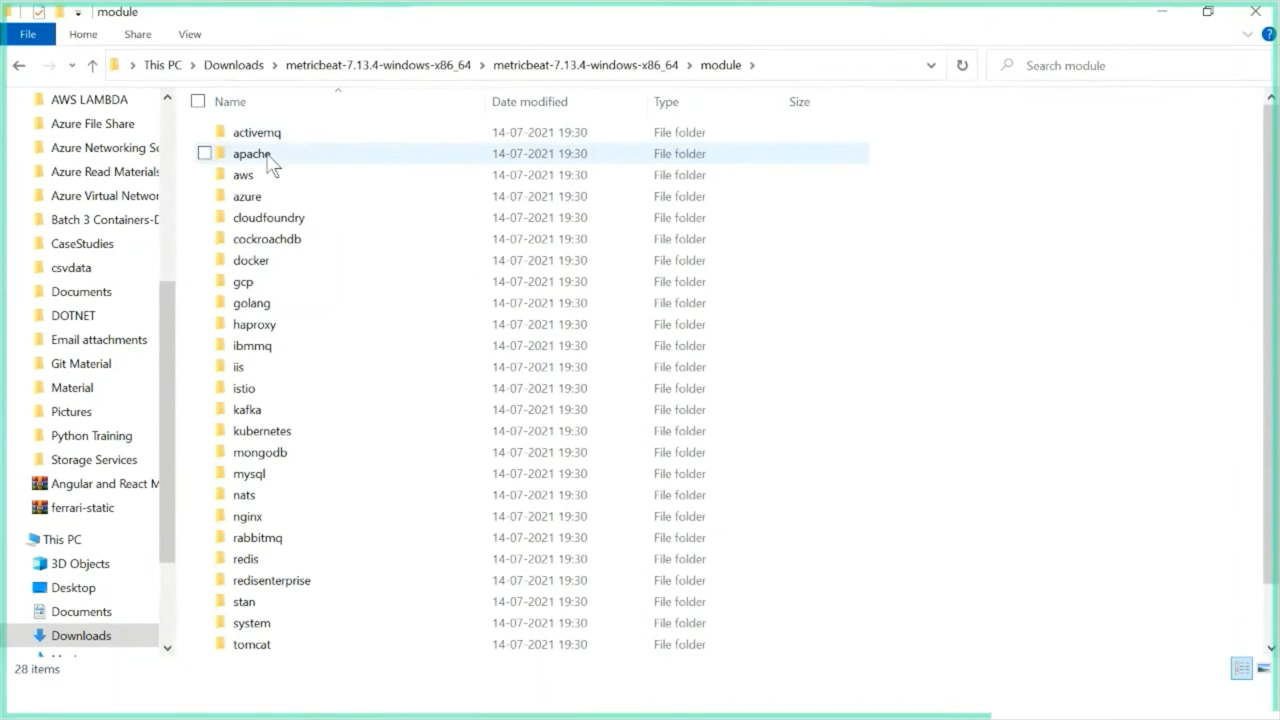 module
File Home Share View
This PC Downloads metricbeat-7.13.4-windows-x86_64 metricbeat-7.13.4-windows-x86_64 module
Search module
Name Date modified Type Size
AWS LAMBDA
Azure File Share
Azure Networking Se
Azure Read Materials
Azure Virtual Networ
Batch 3 Containers-D
CaseStudies
csvdata
Documents
DOTNET
Email attachments
Git Material
Material
Pictures
Python Training
Storage Services
Angular and React M
ferrari-static
This PC
3D Objects
Desktop
Documents
Downloads
activemq 14-07-2021 19:30 File folder
apache 14-07-2021 19:30 File folder
aws 14-07-2021 19:30 File folder
azure 14-07-2021 19:30 File folder
cloudfoundry 14-07-2021 19:30 File folder
cockroachdb 14-07-2021 19:30 File folder
docker 14-07-2021 19:30 File folder
gcp 14-07-2021 19:30 File folder
golang 14-07-2021 19:30 File folder
haproxy 14-07-2021 19:30 File folder
ibmmq 14-07-2021 19:30 File folder
iis 14-07-2021 19:30 File folder
istio 14-07-2021 19:30 File folder
kafka 14-07-2021 19:30 File folder
kubernetes 14-07-2021 19:30 File folder
mongodb 14-07-2021 19:30 File folder
mysql 14-07-2021 19:30 File folder
nats 14-07-2021 19:30 File folder
nginx 14-07-2021 19:30 File folder
rabbitmq 14-07-2021 19:30 File folder
redis 14-07-2021 19:30 File folder
redisenterprise 14-07-2021 19:30 File folder
stan 14-07-2021 19:30 File folder
system 14-07-2021 19:30 File folder
tomcat 14-07-2021 19:30 File folder
28 items